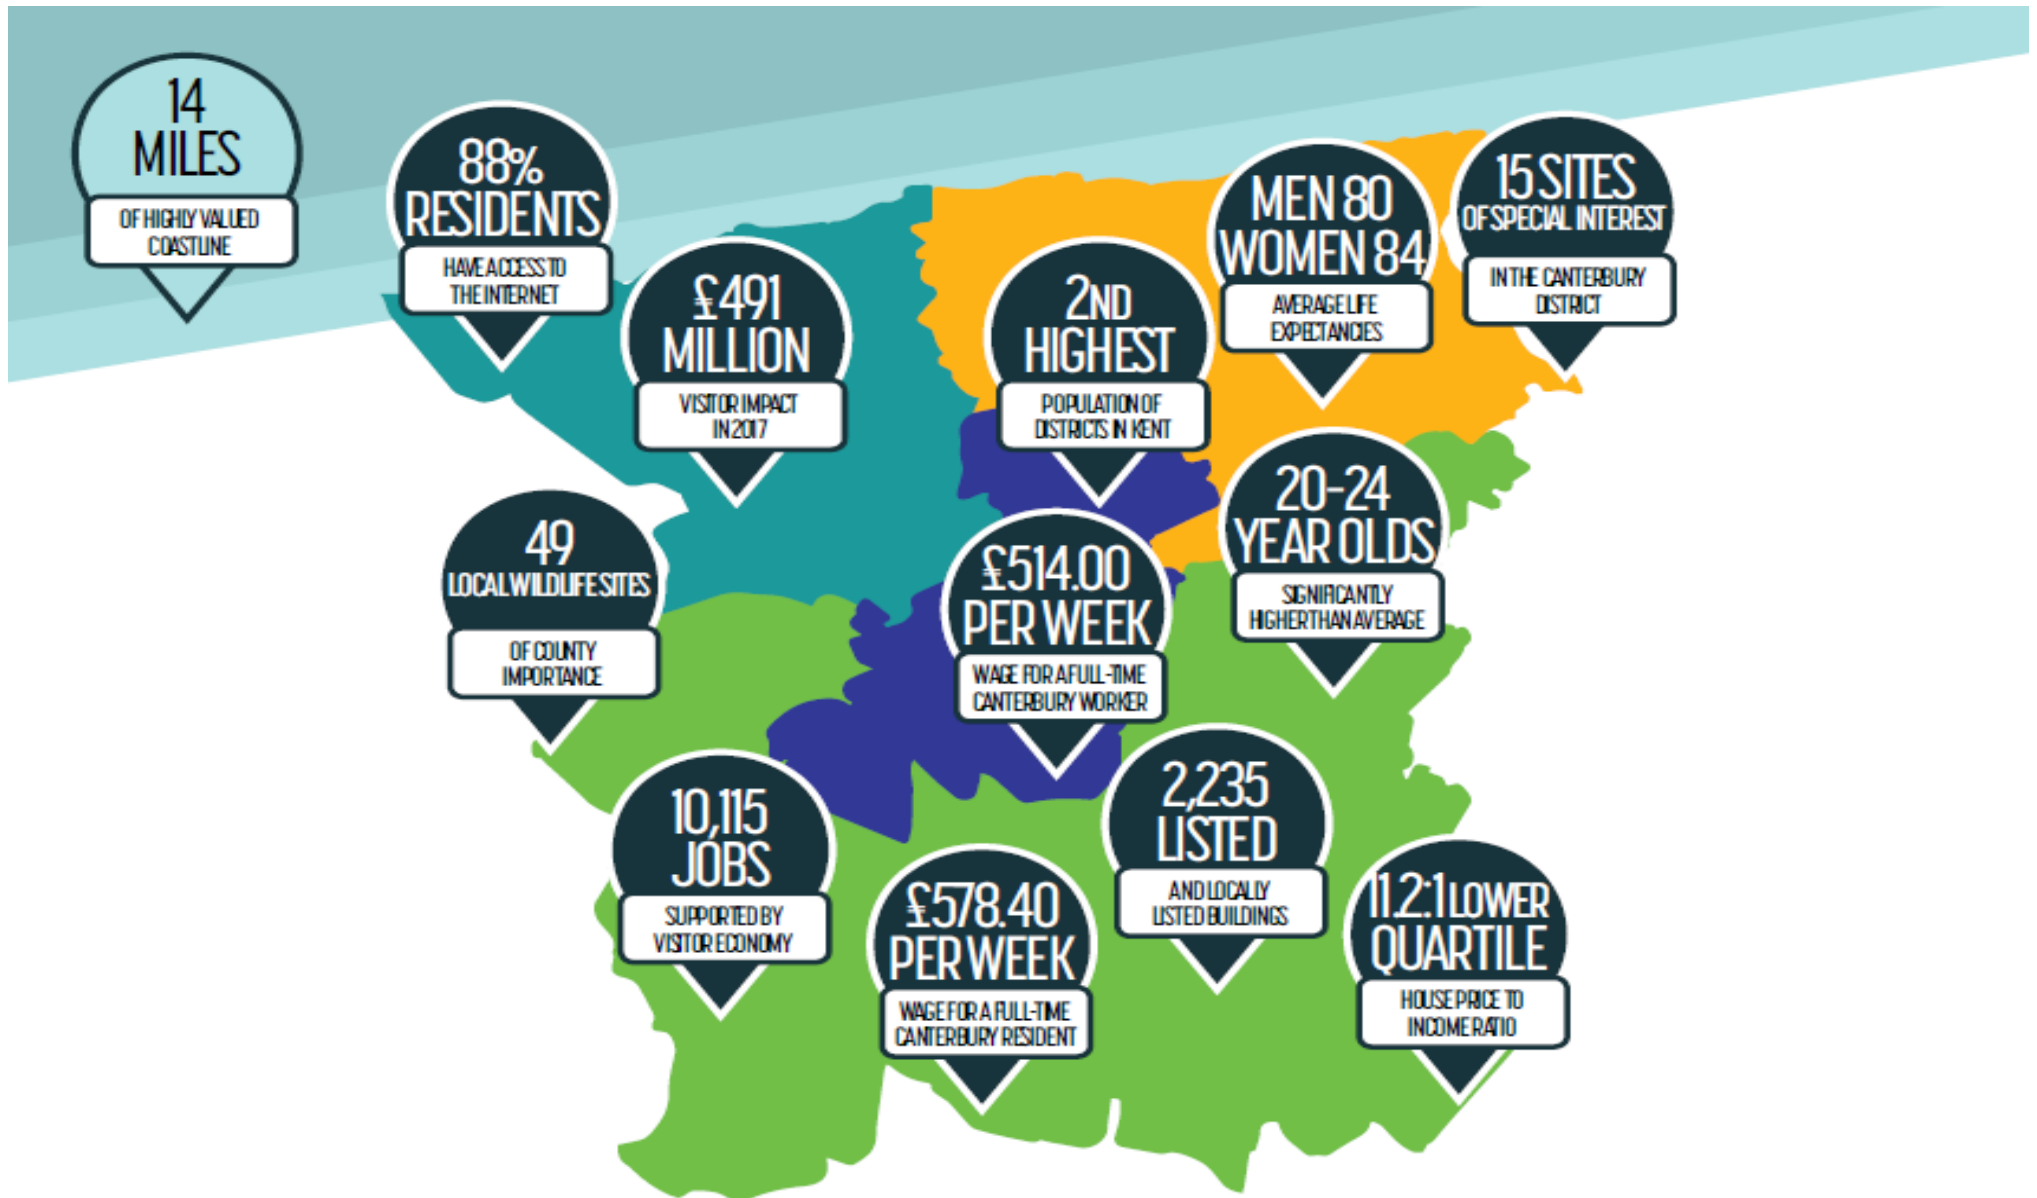 14
MILES
OF HIGHLY VALUED
COASTLINE
88%
RESIDENTS
HAVE ACCESS TO
THE INTERNET
£491
MILLION
VISITOR IMPACT
IN 2017
2ND
HIGHEST
POPULATION OF
DISTRICTS IN KENT
MEN 80
WOMEN 84
AVERAGE LIFE
EXPECTANCIES
15 SITES
OF SPECIAL INTEREST
IN THE CANTERBURY
DISTRICT
49
LOCAL WILDLIFE SITES
OF COUNTY
IMPORTANCE
£514.00
PER WEEK
WAGE FOR A FULL-TIME
CANTERBURY WORKER
20-24
YEAR OLDS
SIGNIFICANTLY
HIGHER THAN AVERAGE
10,115
JOBS
SUPPORTED BY
VISITOR ECONOMY
£578.40
PER WEEK
WAGE FOR A FULL-TIME
CANTERBURY RESIDENT
2,235
LISTED
AND LOCALLY
LISTED BUILDINGS
11.2:1 LOWER
QUARTILE
HOUSE PRICE TO
INCOME RATIO